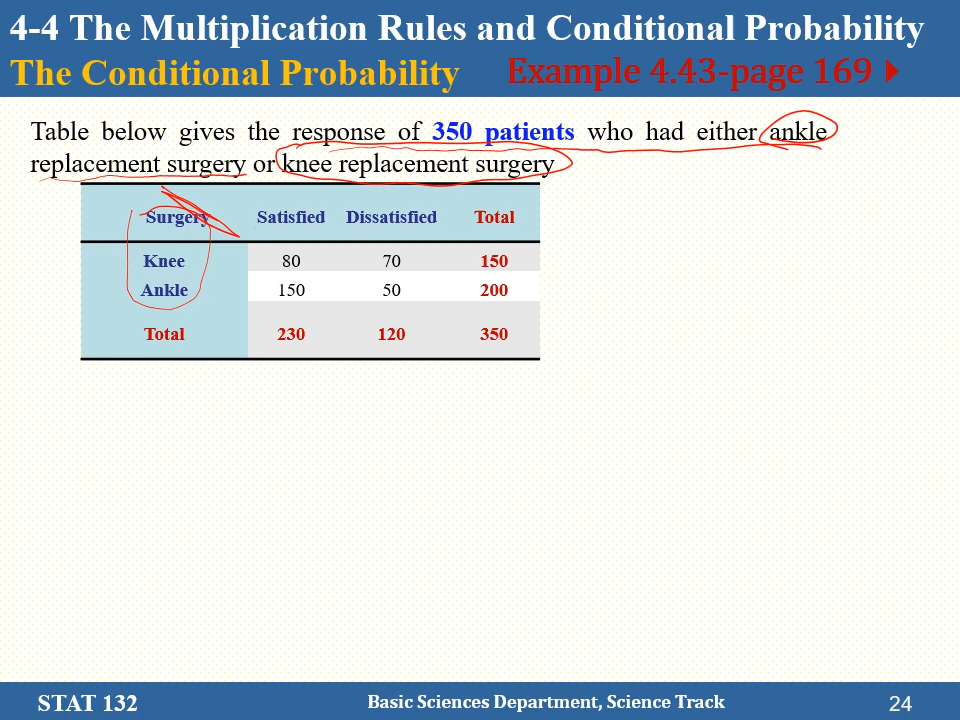 4-4 The Multiplication Rules and Conditional Probability
The Conditional Probability Example 4.43-page 169
Table below gives the response of 350 patients who had either ankle
replacement surgery or knee replacement surgery
Surgery Satisfied Dissatisfied Total
Knee 80 70 150
Ankle 150 50 200
Total 230 120 350
STAT 132 Basic Sciences Department, Science Track 24